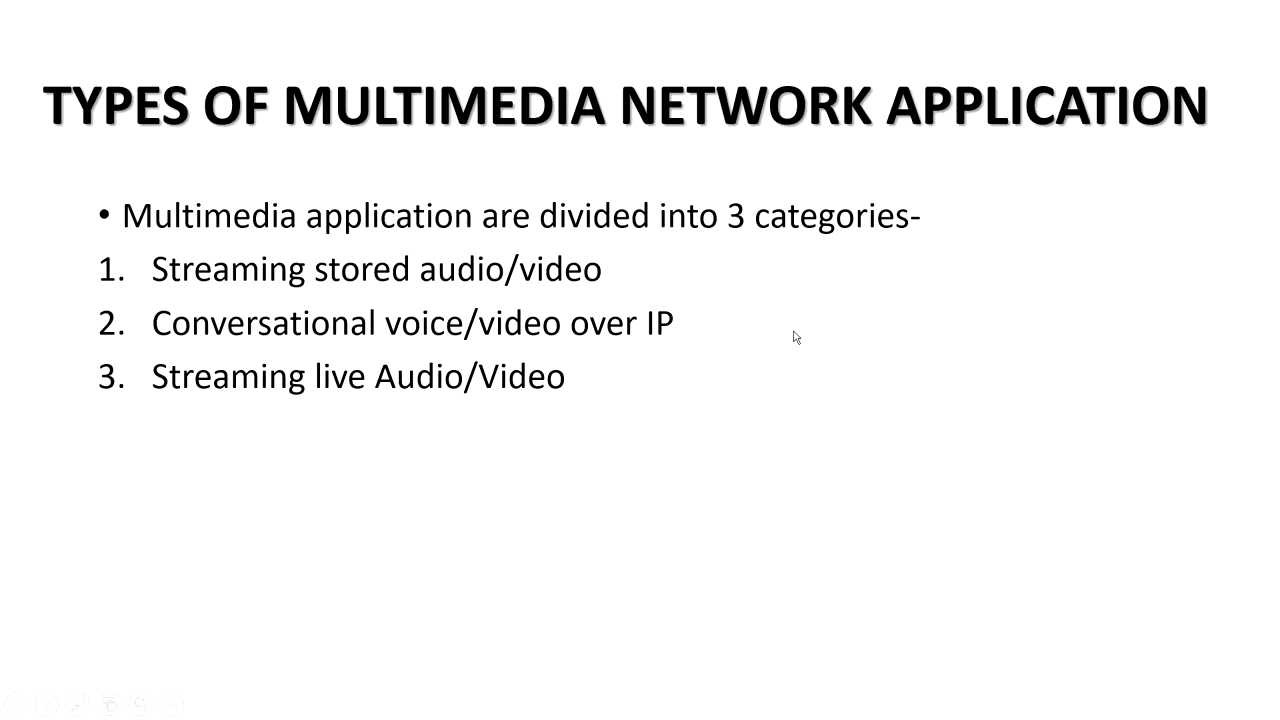 TYPES OF MULTIMEDIA NETWORK APPLICATION
• Multimedia application are divided into 3 categories-
1. Streaming stored audio/video
2. Conversational voice/video over IP
3. Streaming live Audio/Video